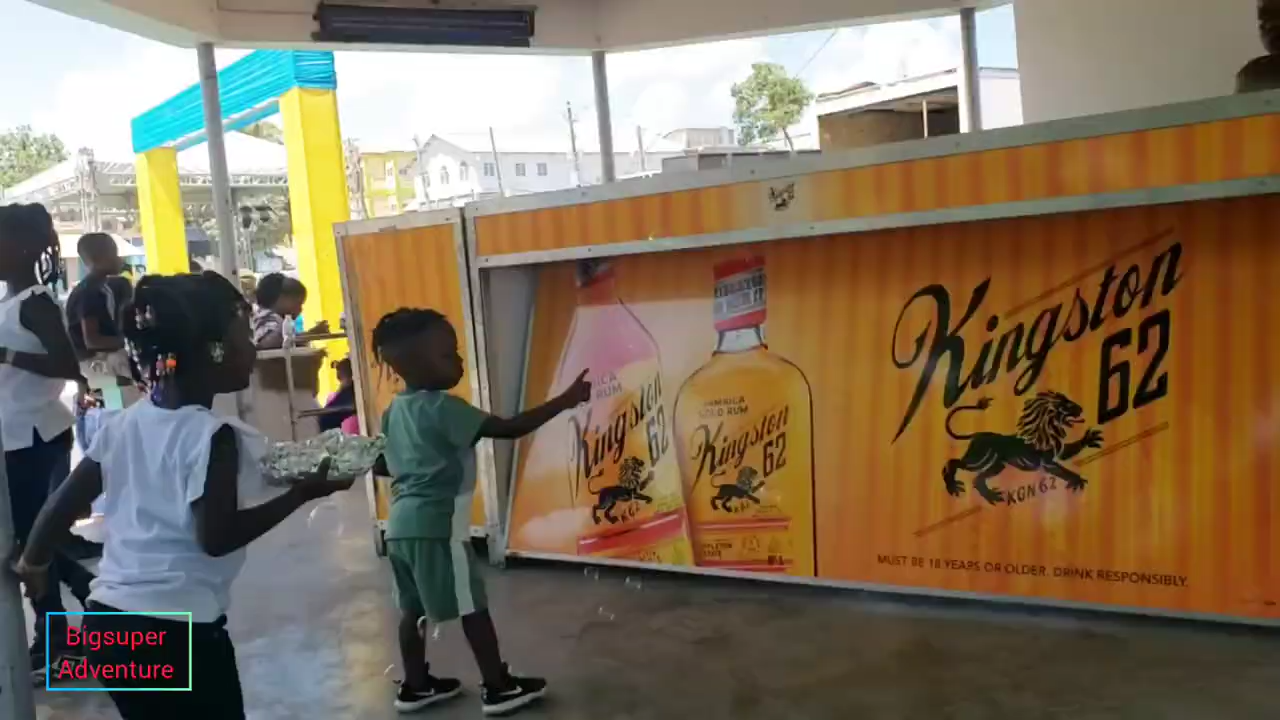 Kingston
62
KGN 62
MUST BE 18 YEARS OR OLDER. DRINK RESPONSIBLY.
JAMAICA
GOLD RUM
Kingston
62
RUM
Kingston
62
Bigsuper
Adventure